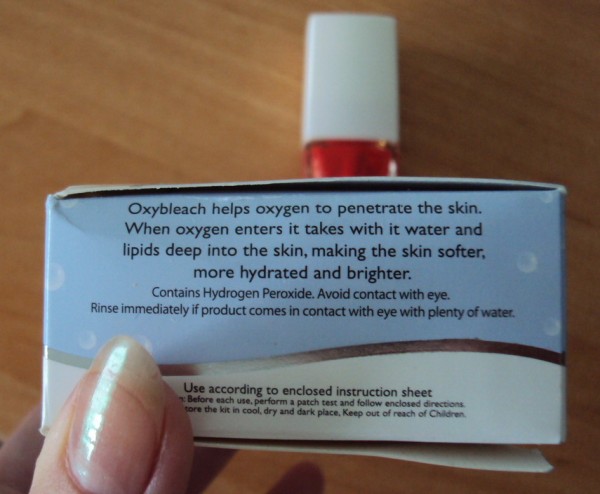 Oxybleach helps oxygen to penetrate the skin.
When oxygen enters it takes with it water and
lipids deep into the skin, making the skin softer,
more hydrated and brighter.
Contains Hydrogen Peroxide. Avoid contact with eye.
Rinse immediately if product comes in contact with eye with plenty of water.
Use according to enclosed instruction sheet
Before each use, perform a patch test and follow enclosed directions.
the kit in cool, dry and dark place, Keep out of reach of Children.